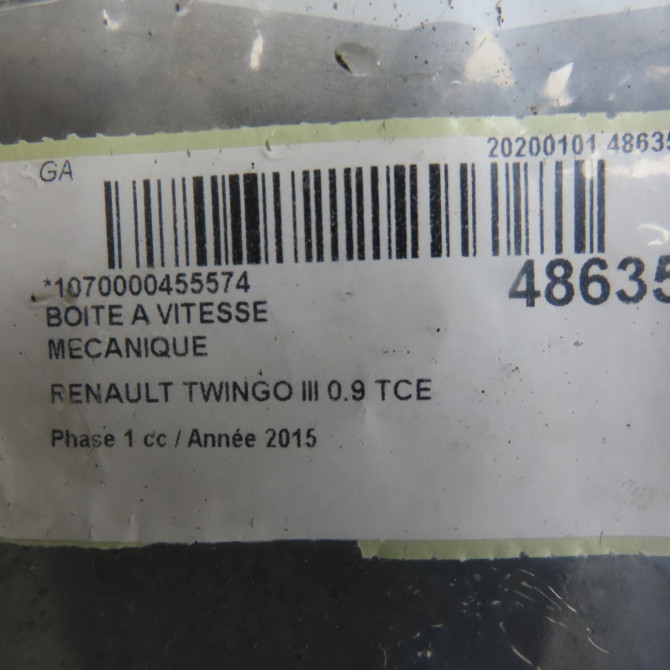 GA
20200101 48635
*1070000455574
48635
BOITE A VITESSE
MECANIQUE
RENAULT TWINGO III 0.9 TCE
Phase 1 cc / Année 2015